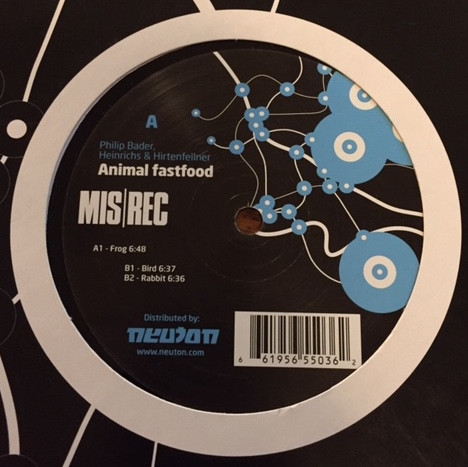 A
Philip Bader,
Heinrichs & Hirtenfellner
Animal fastfood
MIS|REC
A1 - Frog 6:48
B1 - Bird 6:37
B2 - Rabbit 6:36
Distributed by:
neuton
www.neuton.com
6 61956 55036 2